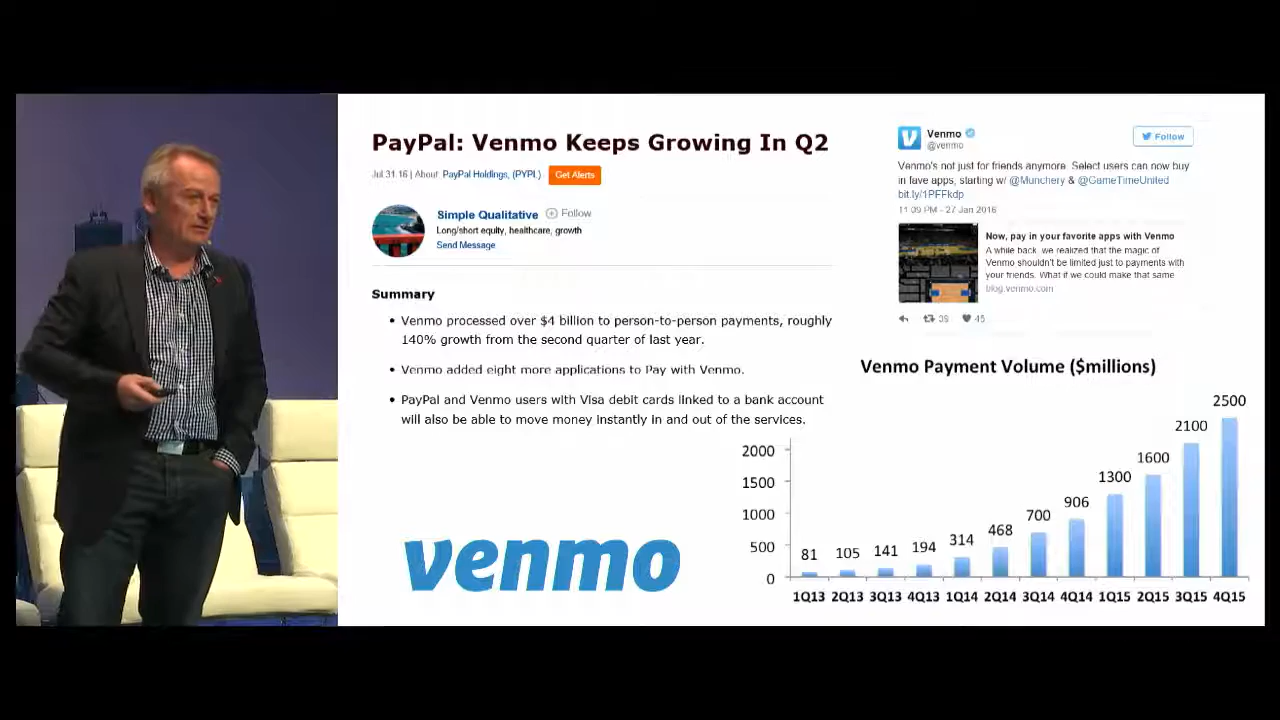 PayPal: Venmo Keeps Growing In Q2
Jul.31.16 | About: PayPal Holdings, (PYPL)
Get Alerts
Simple Qualitative
Follow
Long/short equity, healthcare, growth
Send Message
Summary
• Venmo processed over $4 billion to person-to-person payments, roughly
140% growth from the second quarter of last year.
• Venmo added eight more applications to Pay with Venmo.
• PayPal and Venmo users with Visa debit cards linked to a bank account
will also be able to move money instantly in and out of the services.
venmo
V
Venmo
@venmo
Follow
Venmo's not just for friends anymore. Select users can now buy
in fave apps, starting w/ @Munchery & @GameTimeUnited
bit.ly/1PFFkdp
11:09 PM - 27 Jan 2016
Now, pay in your favorite apps with Venmo
A while back, we realized that the magic of
Venmo shouldn't be limited just to payments with
your friends. What if we could make that same
blog.venmo.com
39 45
Venmo Payment Volume ($millions)
2000
1500
1000
500
0
81 105 141 194 314 468 700 906 1300 1600 2100 2500
1Q13 2Q13 3Q13 4Q13 1Q14 2Q14 3Q14 4Q14 1Q15 2Q15 3Q15 4Q15